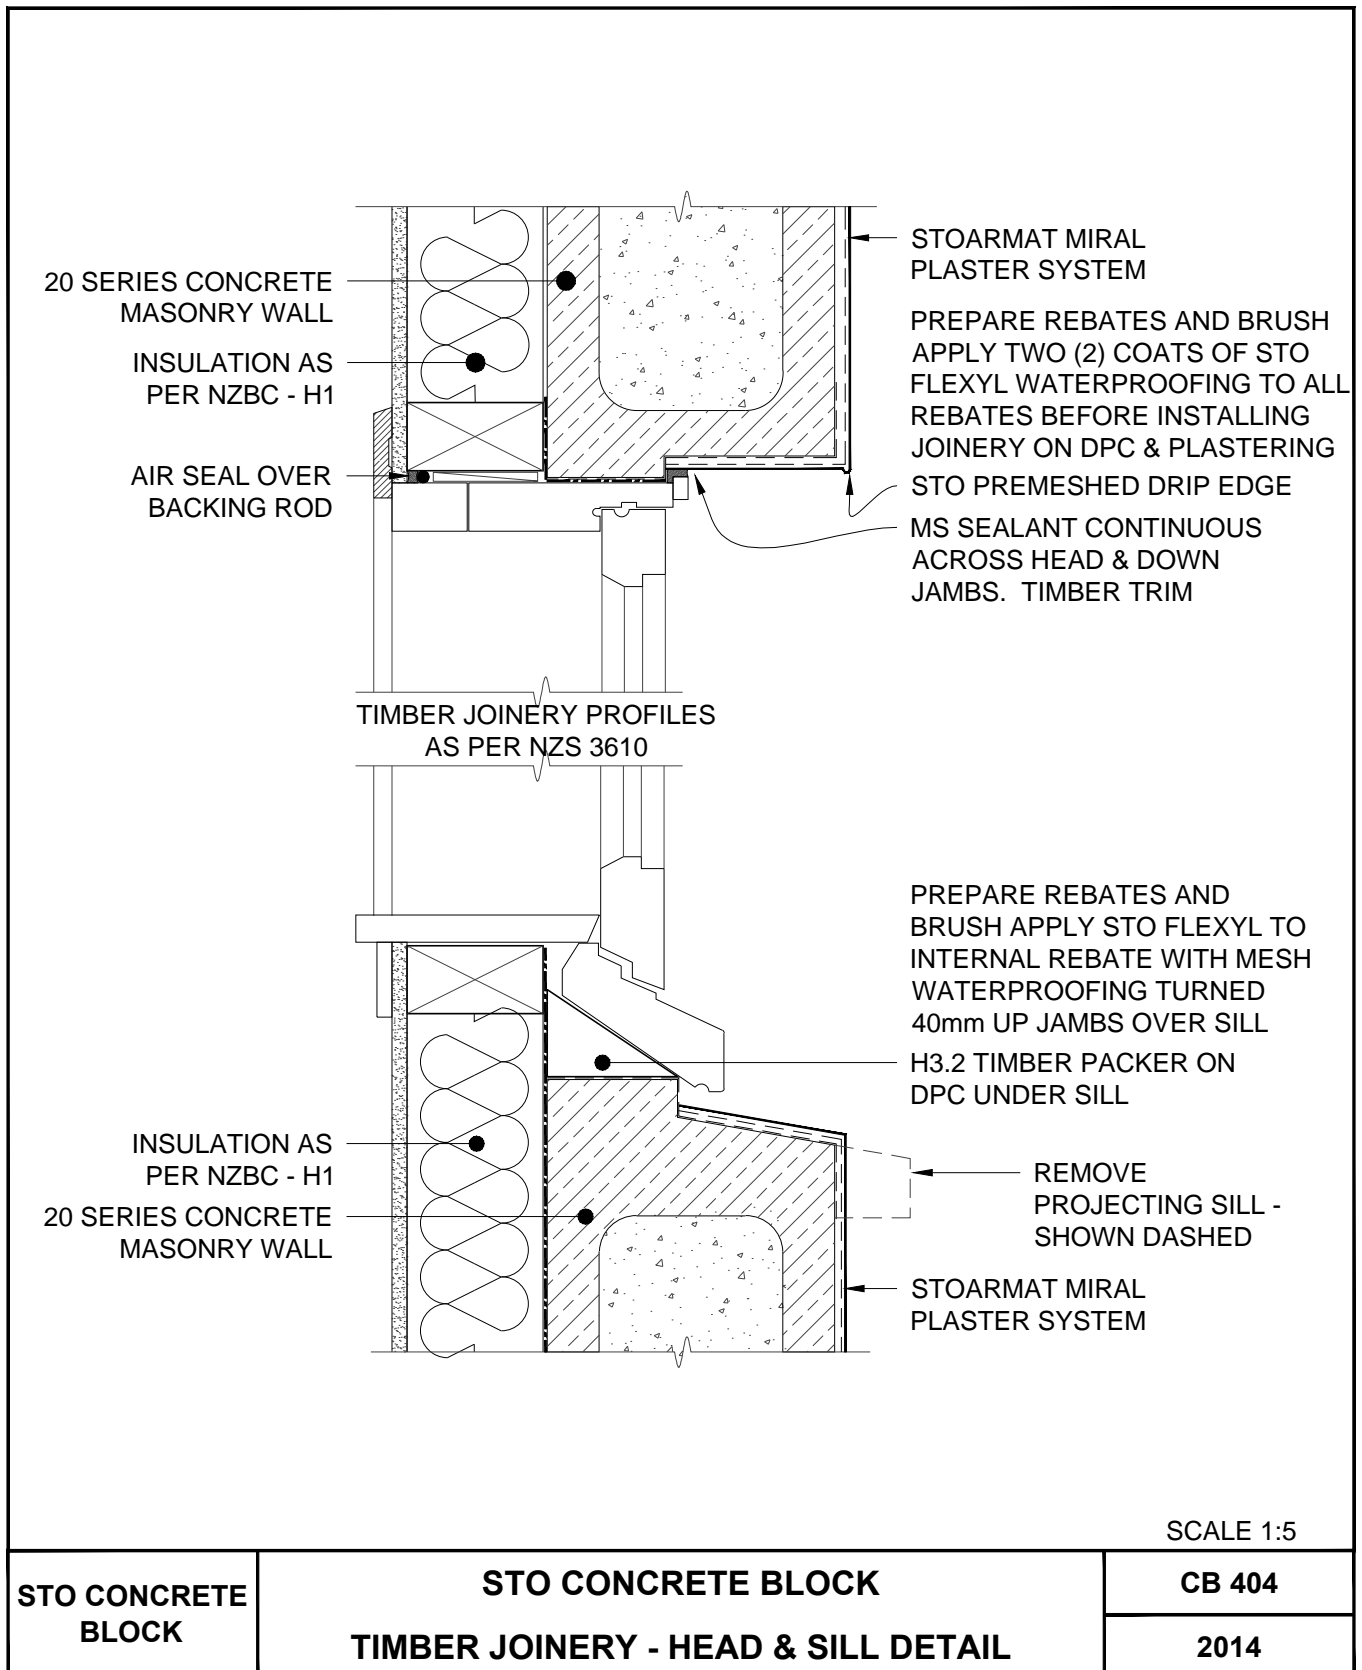 20 SERIES CONCRETE
MASONRY WALL
INSULATION AS
PER NZBC - H1
AIR SEAL OVER
BACKING ROD
STOARMAT MIRAL
PLASTER SYSTEM
PREPARE REBATES AND BRUSH
APPLY TWO (2) COATS OF STO
FLEXYL WATERPROOFING TO ALL
REBATES BEFORE INSTALLING
JOINERY ON DPC & PLASTERING
STO PREMESHED DRIP EDGE
MS SEALANT CONTINUOUS
ACROSS HEAD & DOWN
JAMBS. TIMBER TRIM
TIMBER JOINERY PROFILES
AS PER NZS 3610
PREPARE REBATES AND
BRUSH APPLY STO FLEXYL TO
INTERNAL REBATE WITH MESH
WATERPROOFING TURNED
40mm UP JAMBS OVER SILL
H3.2 TIMBER PACKER ON
DPC UNDER SILL
INSULATION AS
PER NZBC - H1
20 SERIES CONCRETE
MASONRY WALL
REMOVE
PROJECTING SILL -
SHOWN DASHED
STOARMAT MIRAL
PLASTER SYSTEM
SCALE 1:5
STO CONCRETE
BLOCK
STO CONCRETE BLOCK
TIMBER JOINERY - HEAD & SILL DETAIL
CB 404
2014